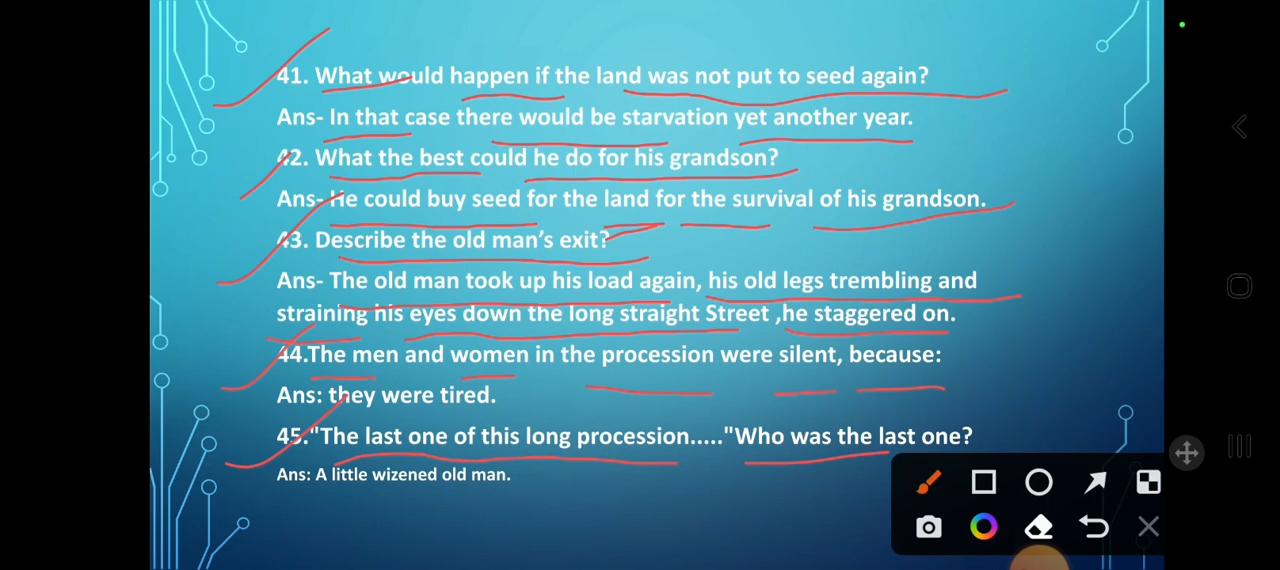 41. What would happen if the land was not put to seed again?
Ans- In that case there would be starvation yet another year.
42. What the best could he do for his grandson?
Ans- He could buy seed for the land for the survival of his grandson.
43. Describe the old man's exit?
Ans- The old man took up his load again, his old legs trembling and
straining his eyes down the long straight Street ,he staggered on.
44.The men and women in the procession were silent, because:
Ans: they were tired.
45."The last one of this long procession....."Who was the last one?
Ans: A little wizened old man.